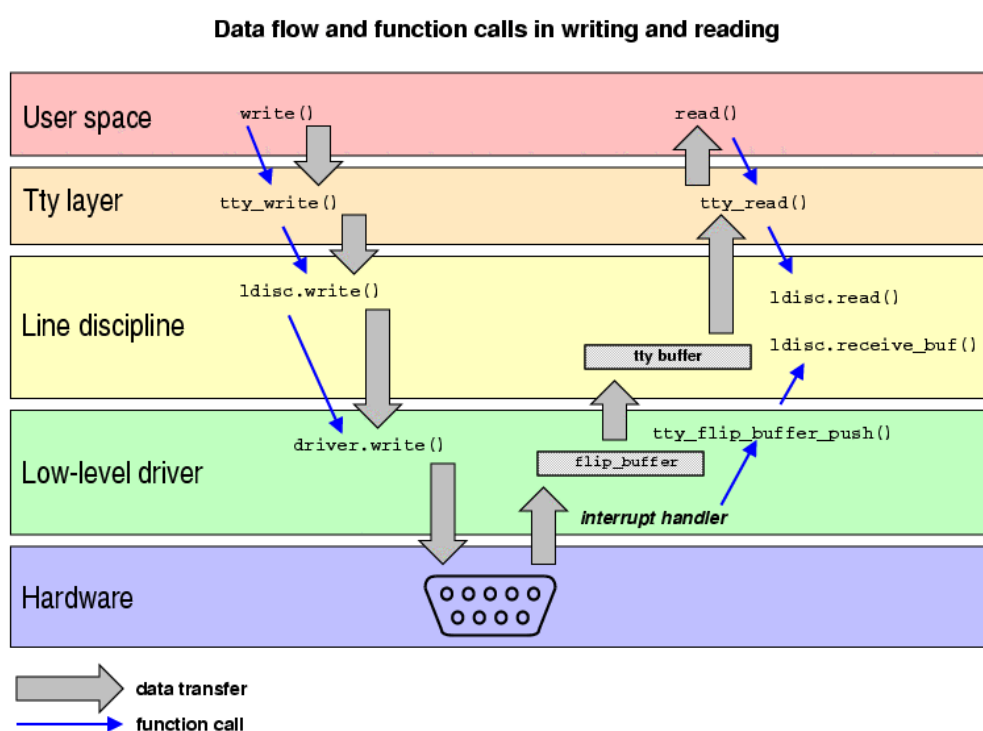 Data flow and function calls in writing and reading
User space
write()
read()
Tty layer
tty_write()
tty_read()
ldisc.write()
ldisc.read()
Line discipline
ldisc.receive_buf()
tty buffer
driver.write()
tty_flip_buffer_push()
Low-level driver
flip_buffer
interrupt handler
Hardware
data transfer
function call